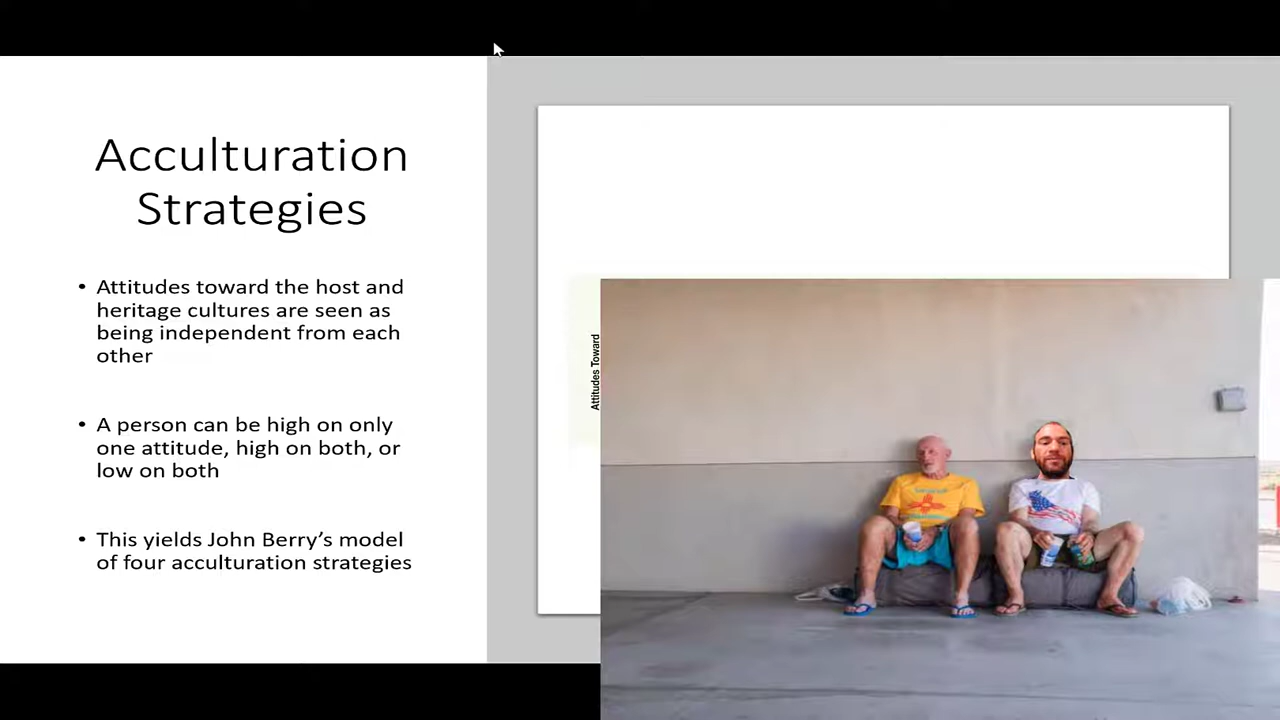 Acculturation
Strategies
• Attitudes toward the host and
heritage cultures are seen as
being independent from each
other
• A person can be high on only
one attitude, high on both, or
low on both
• This yields John Berry’s model
of four acculturation strategies
Attitudes Toward